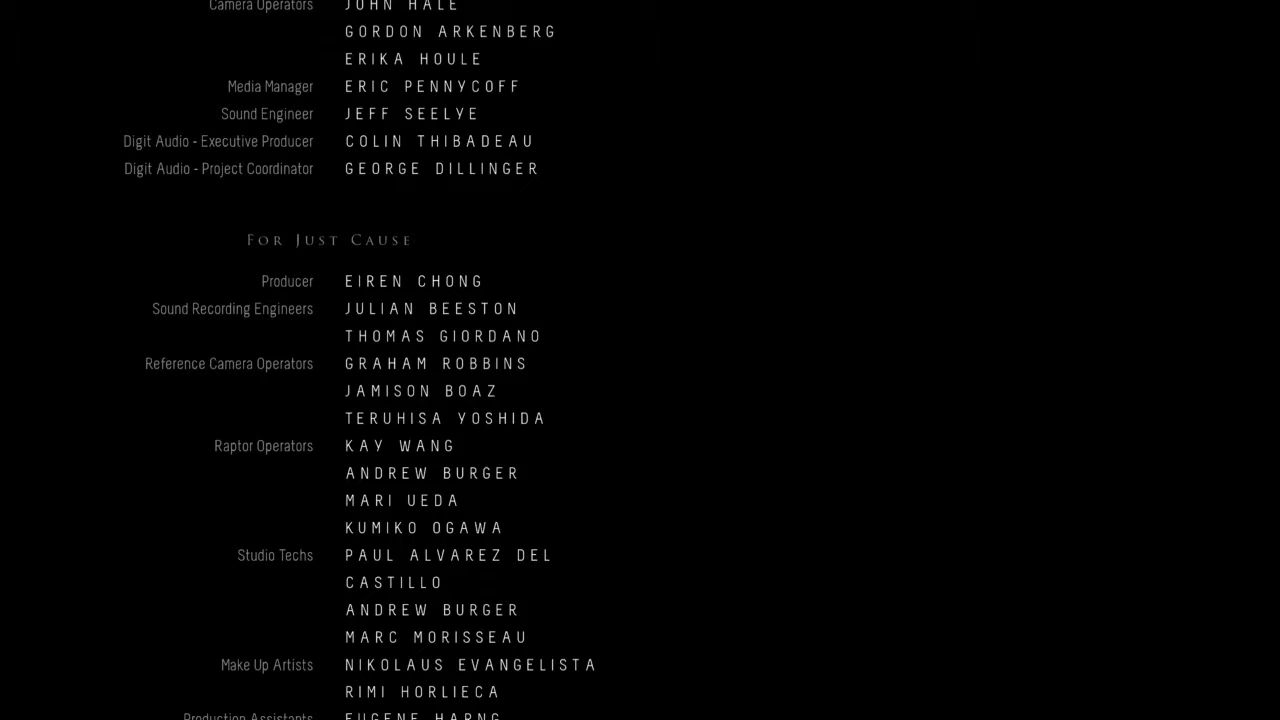 Camera Operators JOHN HALE
GORDON ARKENBERG
ERIKA HOULE
Media Manager ERIC PENNYCOFF
Sound Engineer JEFF SEELYE
Digit Audio - Executive Producer COLIN THIBADEAU
Digit Audio - Project Coordinator GEORGE DILLINGER
For Just Cause
Producer EIREN CHONG
Sound Recording Engineers JULIAN BEESTON
THOMAS GIORDANO
Reference Camera Operators GRAHAM ROBBINS
JAMISON BOAZ
TERUHISA YOSHIDA
Raptor Operators KAY WANG
ANDREW BURGER
MARI UEDA
KUMIKO OGAWA
Studio Techs PAUL ALVAREZ DEL
CASTILLO
ANDREW BURGER
MARC MORISSEAU
Make Up Artists NIKOLAUS EVANGELISTA
RIMI HORLIECA
Production Assistants EUGENE HARNG